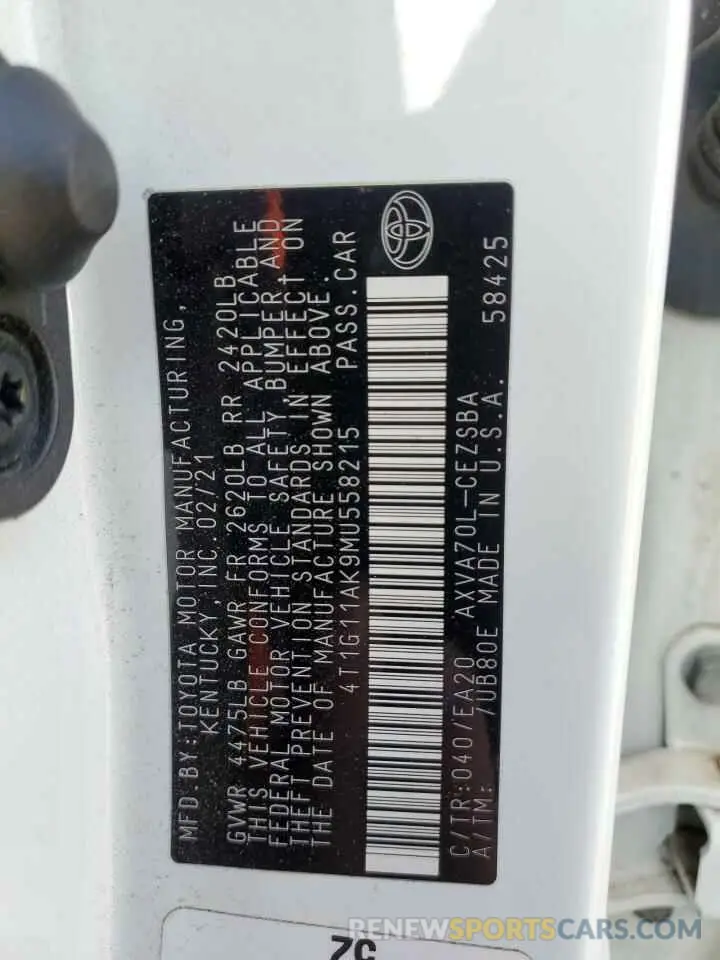 MFD.BY:TOYOTA MOTOR MANUFACTURING,
KENTUCKY,INC.02/21
GVWR 4475LB GAWR FR 2620LB RR 2420LB
THIS VEHICLE CONFORMS TO ALL APPLICABLE
FEDERAL MOTOR VEHICLE SAFETY,BUMPER,AND
THEFT PREVENTION STANDARDS IN EFFECT ON
THE DATE OF MANUFACTURE SHOWN ABOVE.
4T1G11AK9MU558215 PASS.CAR
C/TR:040/EA20 AXVA70L-CEZSBA
A/TM: /UB80E MADE IN U.S.A. 58425
RENEWSPORTSCARS.COM